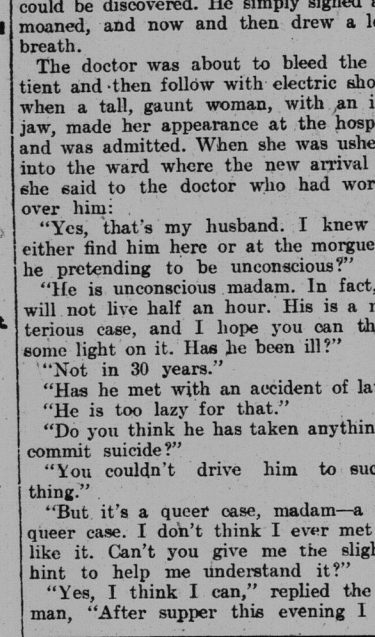 could be discovered. He simply signed a
moaned, and now and then drew a lo
breath.
The doctor was about to bleed the
tient and then follow with electric sho
when a tall, gaunt woman, with an i
jaw, made her appearance at the hosp
and was admitted. When she was ushe
into the ward where the new arrival
she said to the doctor who had wor
over him:
"Yes, that's my husband. I knew
either find him here or at the morgue
he pretending to be unconscious?"
"He is unconscious madam. In fact,
will not live half an hour. His is a m
terious case, and I hope you can th
some light on it. Has he been ill?"
"Not in 30 years."
"Has he met with an accident of la
"He is too lazy for that."
"Do you think he has taken anythin
commit suicide?"
"You couldn't drive him to suc
thing."
"But it's a queer case, madam—a
queer case. I don't think I ever met
like it. Can't you give me the sligh
hint to help me understand it?"
"Yes, I think I can," replied the
man, "After supper this evening I